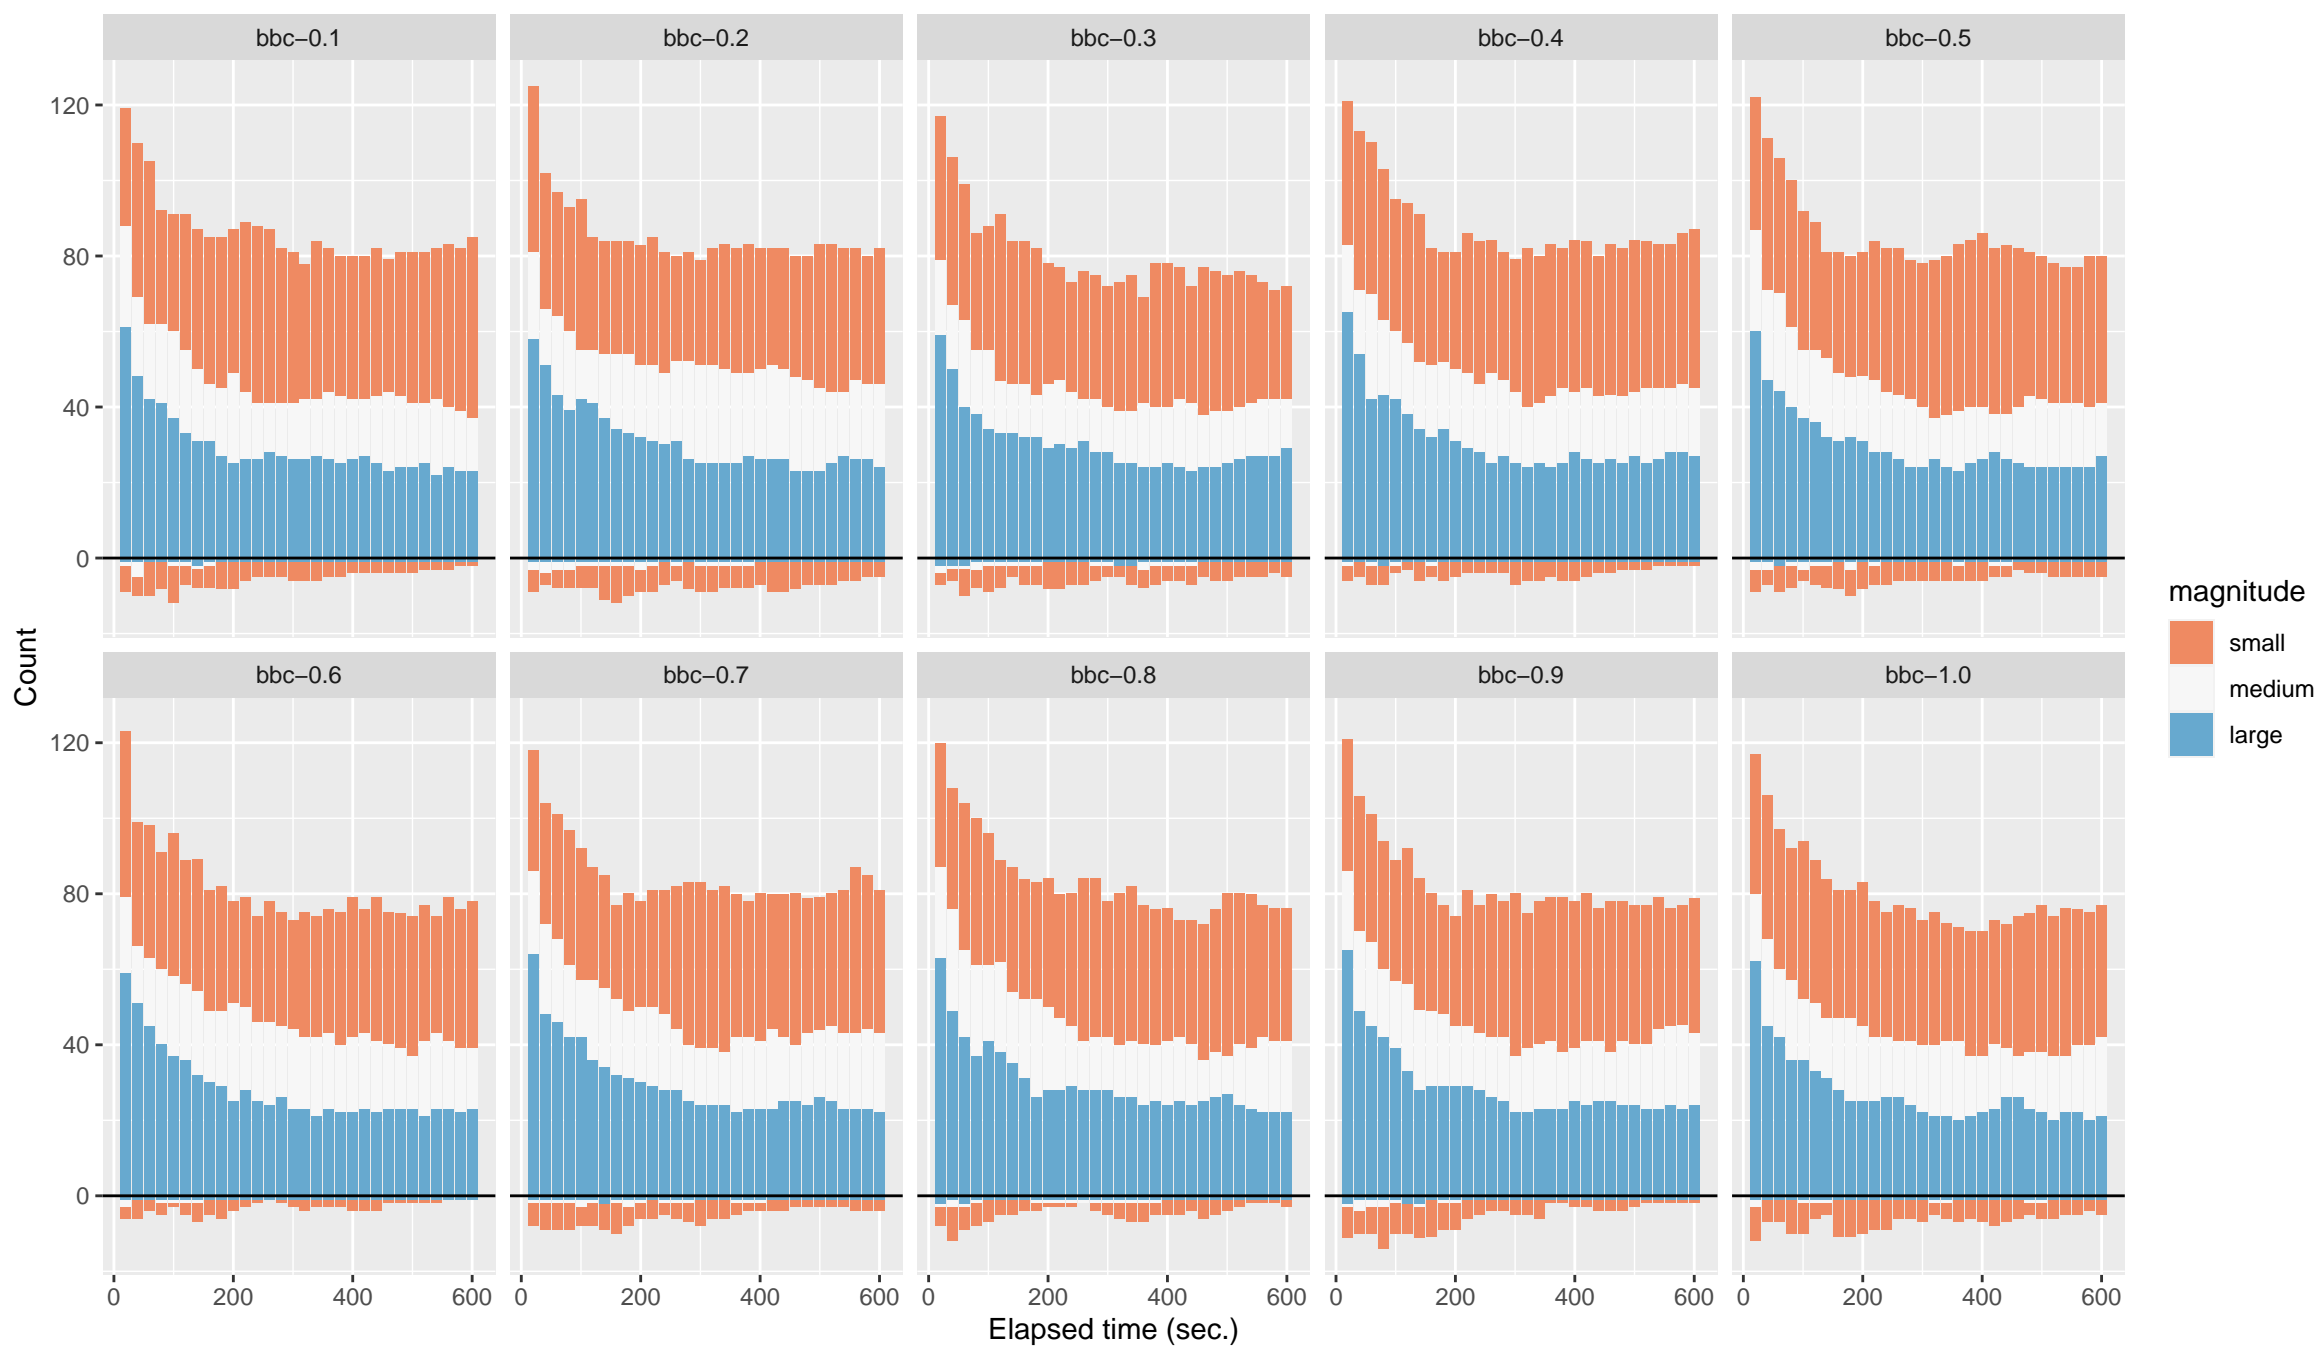 bbc−0.1
bbc−0.2
bbc−0.3
bbc−0.4
bbc−0.5
120
80
40
0
bbc−0.6
bbc−0.7
bbc−0.8
bbc−0.9
bbc−1.0
120
80
40
0
0 200 400 600
0 200 400 600
0 200 400 600
0 200 400 600
0 200 400 600
Elapsed time (sec.)
Count
magnitude
small
medium
large